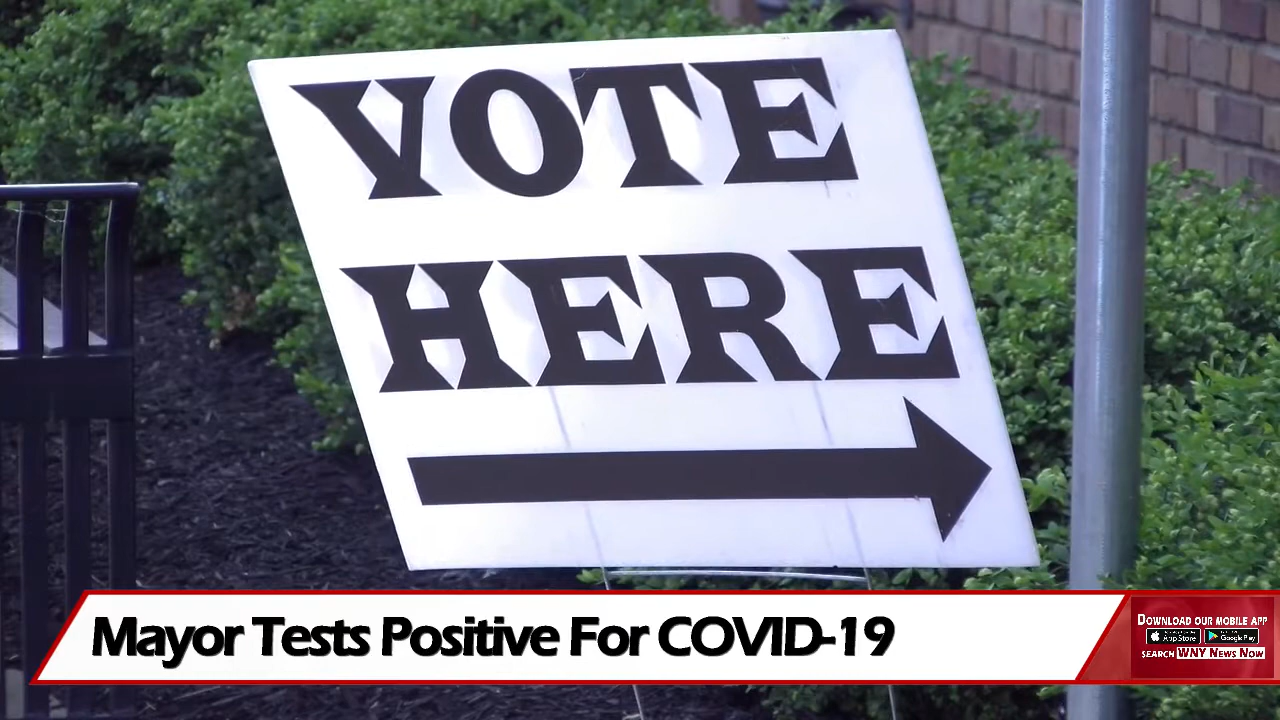 VOTE
HERE
Mayor Tests Positive For COVID-19
DOWNLOAD OUR MOBILE APP
App Store
Google Play
SEARCH WNY NEWS NOW